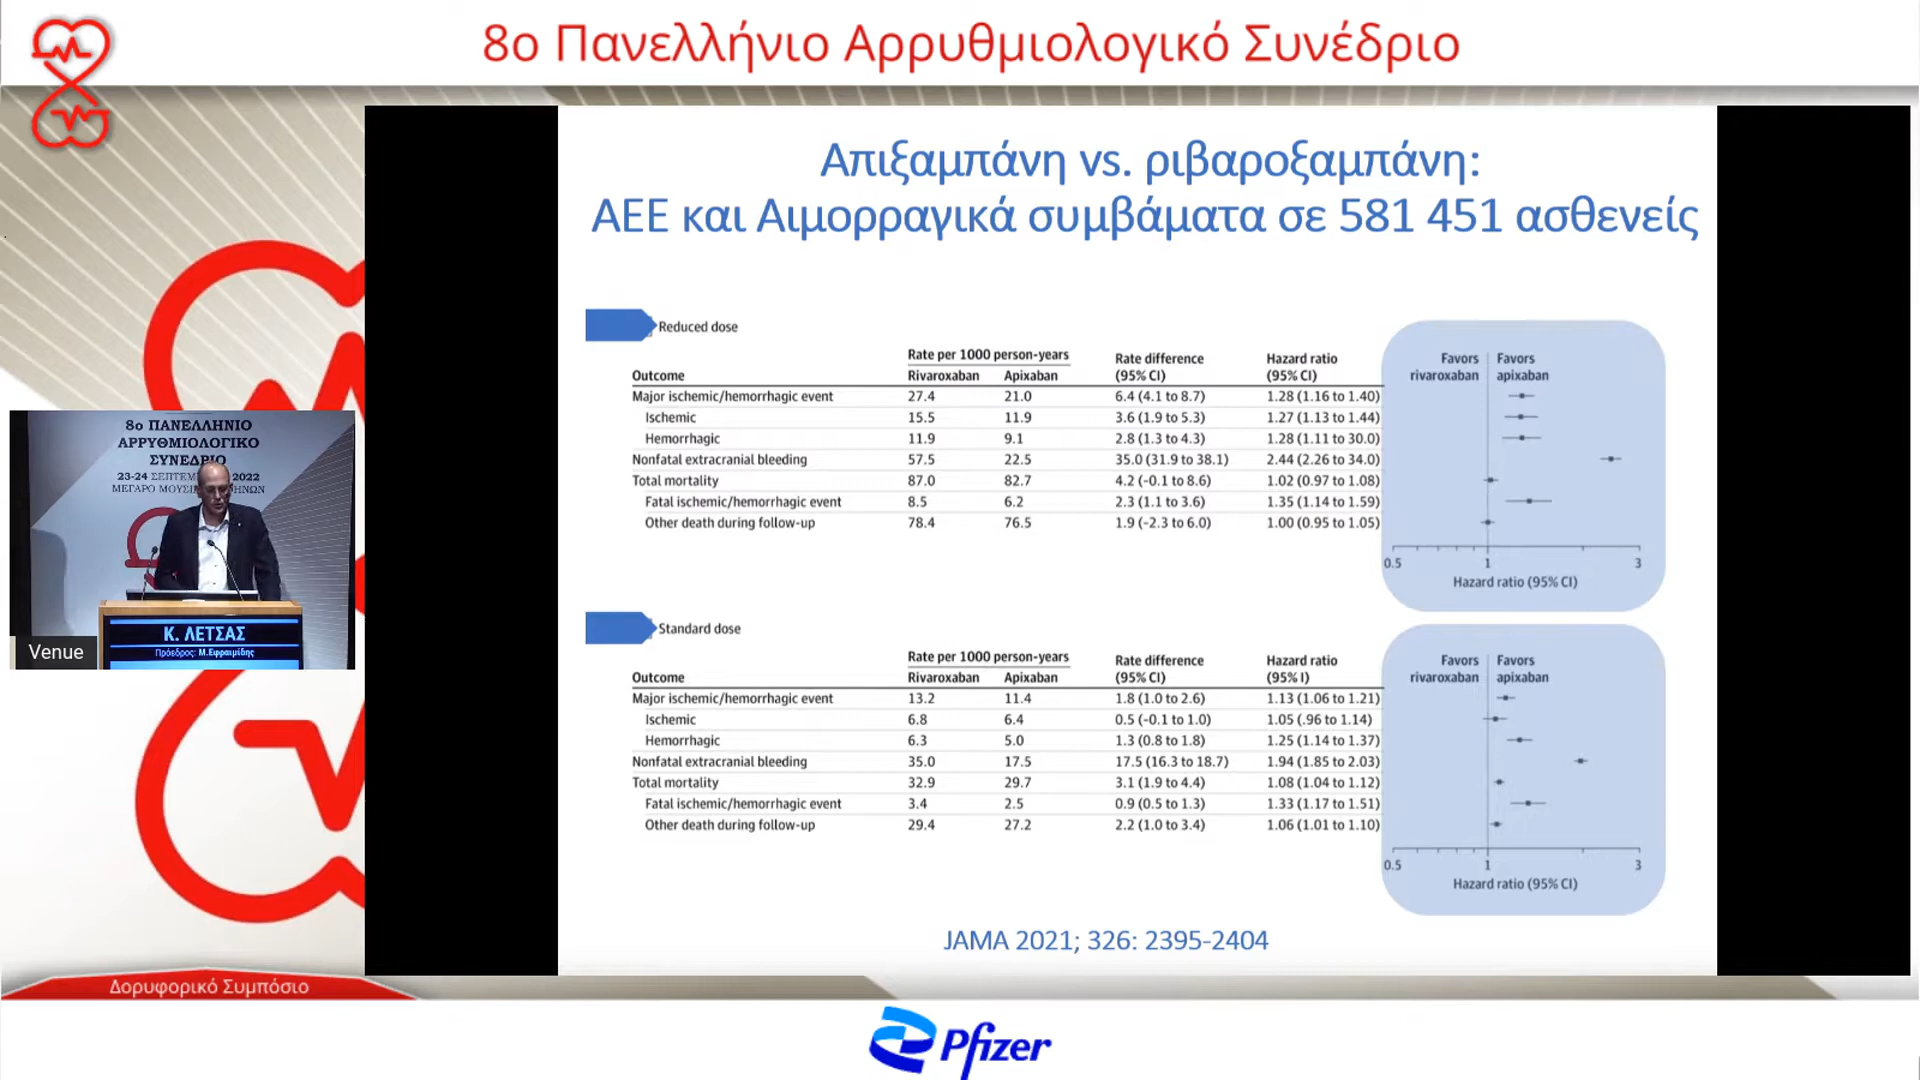 8ο Πανελλήνιο Αρρυθμιολογικό Συνέδριο
Απιξαμπάνη vs. ριβαροξαμπάνη:
ΑΕΕ και Αιμορραγικά συμβάματα σε 581 451 ασθενείς
Reduced dose
Rate per 1000 person-years Rate difference Hazard ratio Favors Favors
Outcome Rivaroxaban Apixaban (95% CI) (95% CI) rivaroxaban apixaban
Major ischemic/hemorrhagic event 27.4 21.0 6.4 (4.1 to 8.7) 1.28 (1.16 to 1.40)
Ischemic 15.5 11.9 3.6 (1.9 to 5.3) 1.27 (1.13 to 1.44)
Hemorrhagic 11.9 9.1 2.8 (1.3 to 4.3) 1.28 (1.11 to 30.0)
Nonfatal extracranial bleeding 57.5 22.5 35.0 (31.9 to 38.1) 2.44 (2.26 to 34.0)
Total mortality 87.0 82.7 4.2 (-0.1 to 8.6) 1.02 (0.97 to 1.08)
Fatal ischemic/hemorrhagic event 8.5 6.2 2.3 (1.1 to 3.6) 1.35 (1.14 to 1.59)
Other death during follow-up 78.4 76.5 1.9 (-2.3 to 6.0) 1.00 (0.95 to 1.05)
0.5 1 3
Hazard ratio (95% CI)
Standard dose
Rate per 1000 person-years Rate difference Hazard ratio Favors Favors
Outcome Rivaroxaban Apixaban (95% CI) (95% I) rivaroxaban apixaban
Major ischemic/hemorrhagic event 13.2 11.4 1.8 (1.0 to 2.6) 1.13 (1.06 to 1.21)
Ischemic 6.8 6.4 0.5 (-0.1 to 1.0) 1.05 (.96 to 1.14)
Hemorrhagic 6.3 5.0 1.3 (0.8 to 1.8) 1.25 (1.14 to 1.37)
Nonfatal extracranial bleeding 35.0 17.5 17.5 (16.3 to 18.7) 1.94 (1.85 to 2.03)
Total mortality 32.9 29.7 3.1 (1.9 to 4.4) 1.08 (1.04 to 1.12)
Fatal ischemic/hemorrhagic event 3.4 2.5 0.9 (0.5 to 1.3) 1.33 (1.17 to 1.51)
Other death during follow-up 29.4 27.2 2.2 (1.0 to 3.4) 1.06 (1.01 to 1.10)
0.5 1 3
Hazard ratio (95% CI)
JAMA 2021; 326: 2395-2404
8ο ΠΑΝΕΛΛΗΝΙΟ
ΑΡΡΥΘΜΙΟΛΟΓΙΚΟ
ΣΥΝΕΔΡΙΟ
23-24 2022
ΜΕΓΑΡΟ
Κ. ΛΕΤΣΑΣ
Πρόεδρος: Μ.Εφραιμίδης
Venue
Δορυφορικό Συμπόσιο
Pfizer